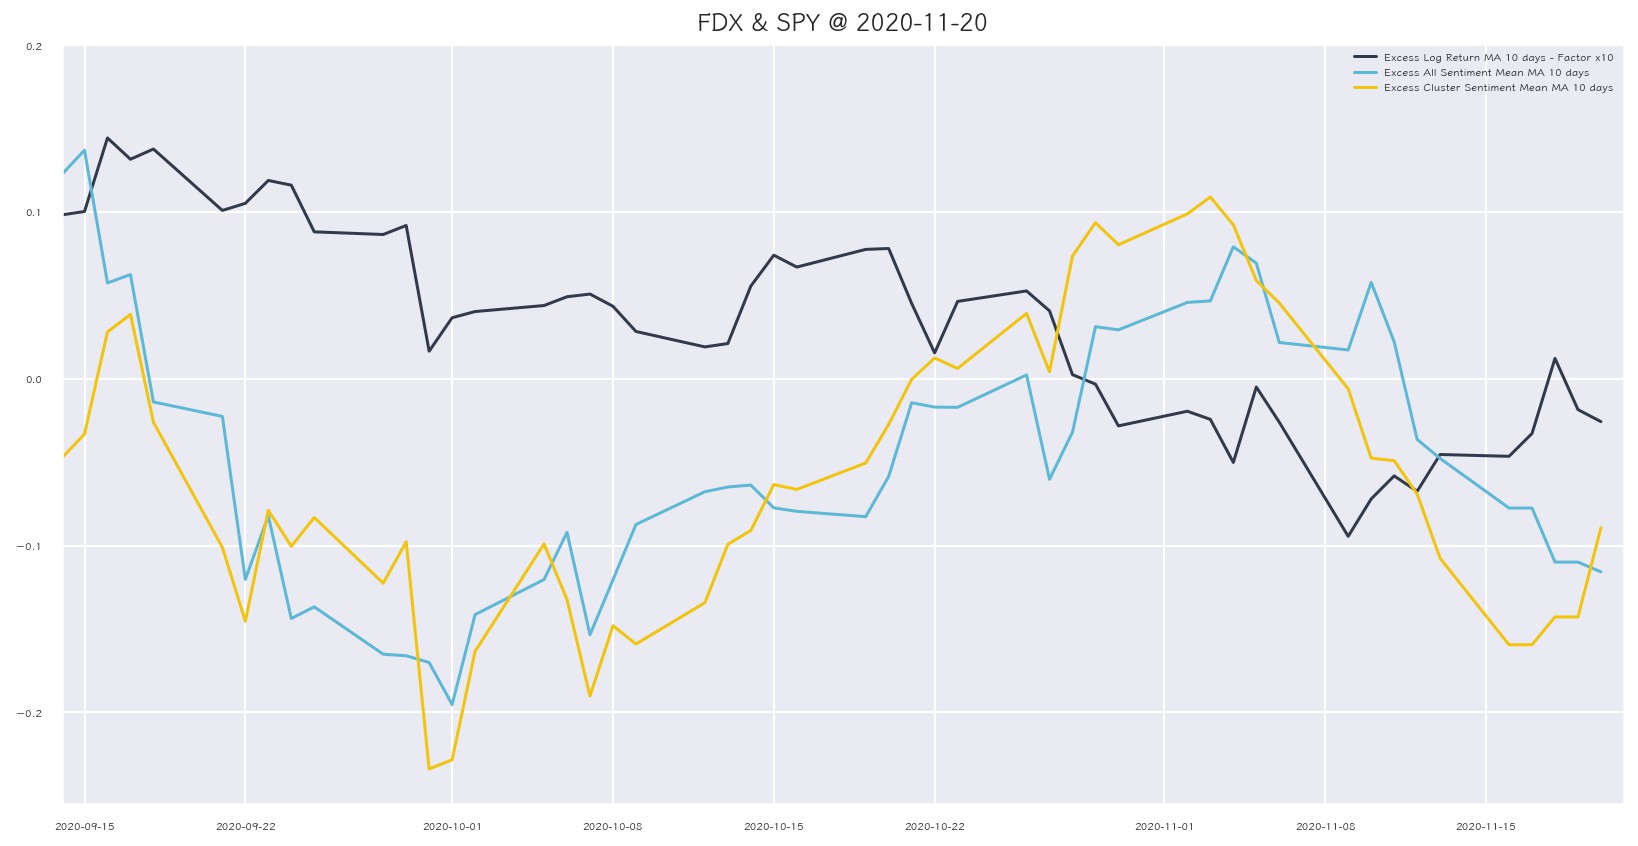 FDX & SPY @ 2020-11-20
Excess Log Return MA 10 days - Factor x10
Excess All Sentiment Mean MA 10 days
Excess Cluster Sentiment Mean MA 10 days
0.2
0.1
0.0
−0.1
−0.2
2020-09-15 2020-09-22 2020-10-01 2020-10-08 2020-10-15 2020-10-22 2020-11-01 2020-11-08 2020-11-15